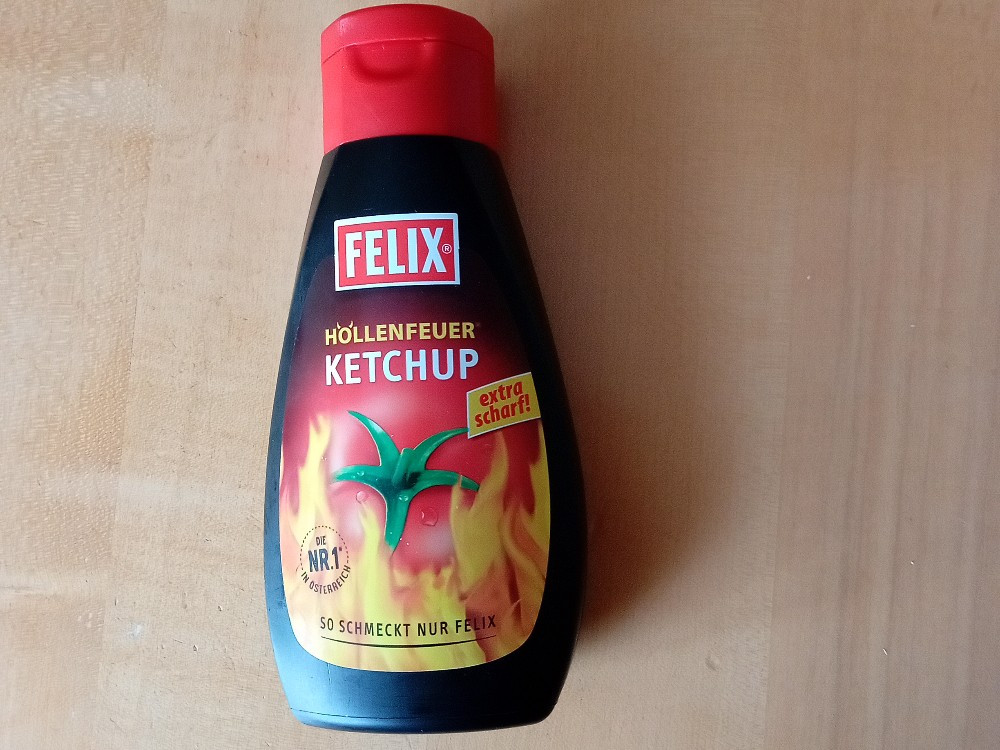 FELIX®
HÖLLENFEUER®
KETCHUP
extra
scharf!
DIE
NR.1*
IN ÖSTERREICH
SO SCHMECKT NUR FELIX